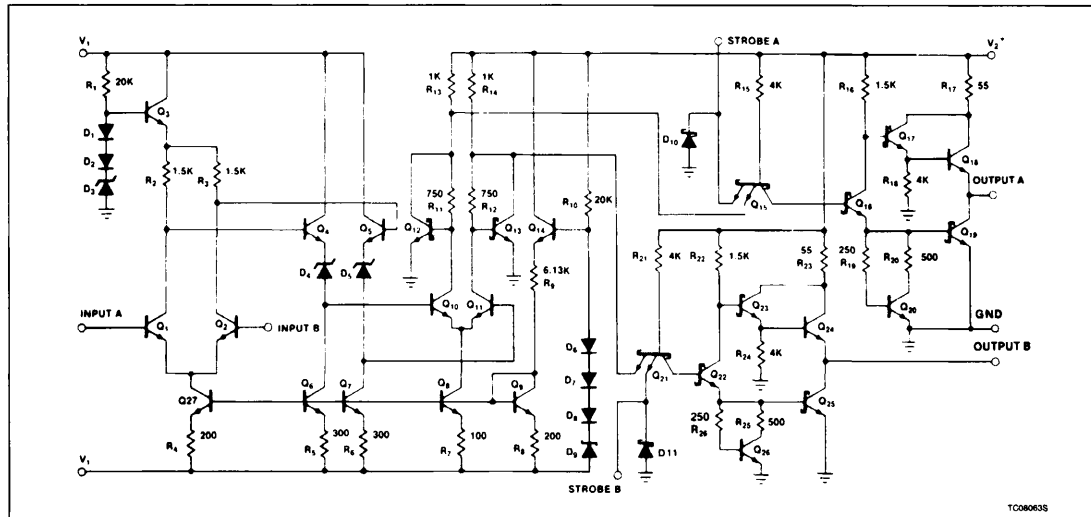 STROBE A
V1
V2+
R1 20K
Q3
D1
D2
D3
R2 1.5K
R3 1.5K
1K R13
1K R14
R15 4K
D10
Q15
R16 1.5K
R17 55
Q17
Q18
R18 4K
OUTPUT A
Q16
Q19
250 R19
R20 500
Q20
GND
OUTPUT B
750 R11
750 R12
R10 20K
Q4
Q5
Q12
Q13
Q14
D4
D5
6.13K R9
Q10
Q11
R21 4K
R22 1.5K
55 R23
Q23
Q24
R24 4K
INPUT A
Q1
Q2
INPUT B
D6
D7
D8
D9
Q21
Q22
Q25
Q27
Q6
Q7
Q8
Q9
250 R26
R25 500
Q26
R4 200
R5 300
R6 300
R7 100
R8 200
D11
V1
STROBE B
TC08063S